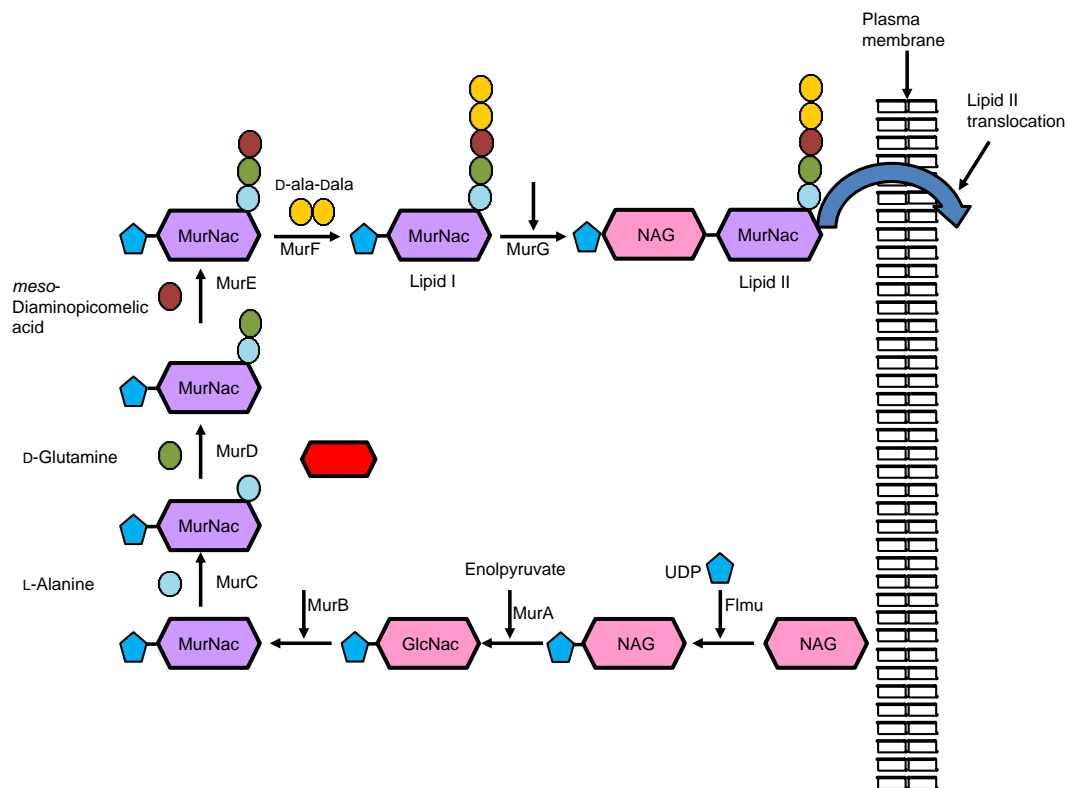 Plasma
membrane
Lipid II
translocation
D-ala-Dala
MurNac
MurF
MurNac
MurG
NAG
MurNac
Lipid I
Lipid II
meso-
Diaminopicomelic
acid
MurE
MurNac
D-Glutamine
MurD
MurNac
L-Alanine
MurC
Enolpyruvate
UDP
MurB
MurA
Flmu
MurNac
GlcNac
NAG
NAG